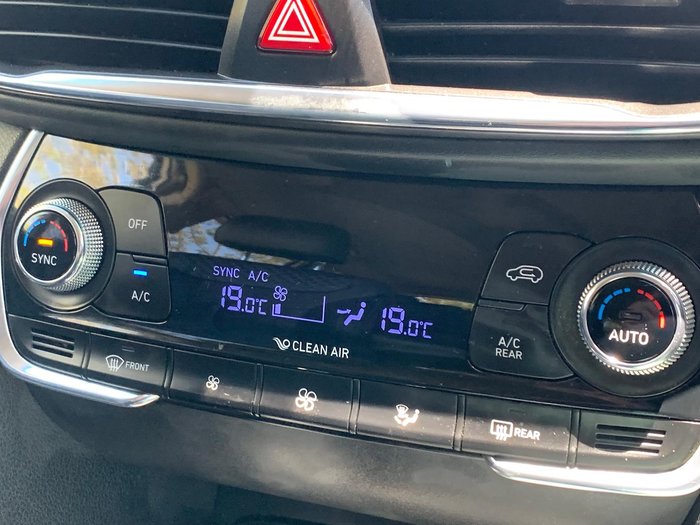 OFF
SYNC
A/C
SYNC A/C
19.0°C
19.0°C
CLEAN AIR
A/C
REAR
AUTO
FRONT
REAR